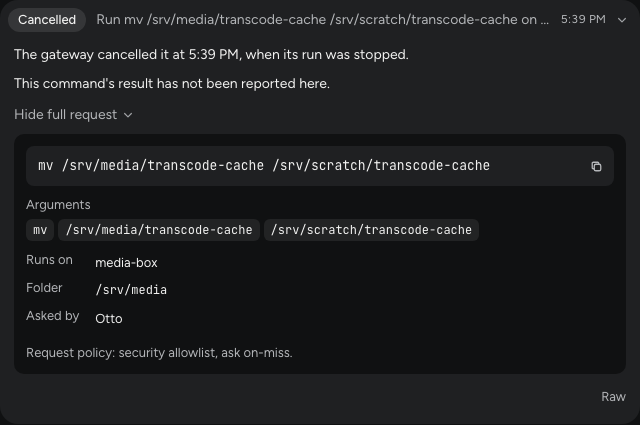 Cancelled Run mv /srv/media/transcode-cache /srv/scratch/transcode-cache on ... 5:39 PM
The gateway cancelled it at 5:39 PM, when its run was stopped.
This command's result has not been reported here.
Hide full request
mv /srv/media/transcode-cache /srv/scratch/transcode-cache
Arguments
mv /srv/media/transcode-cache /srv/scratch/transcode-cache
Runs on media-box
Folder /srv/media
Asked by Otto
Request policy: security allowlist, ask on-miss.
Raw